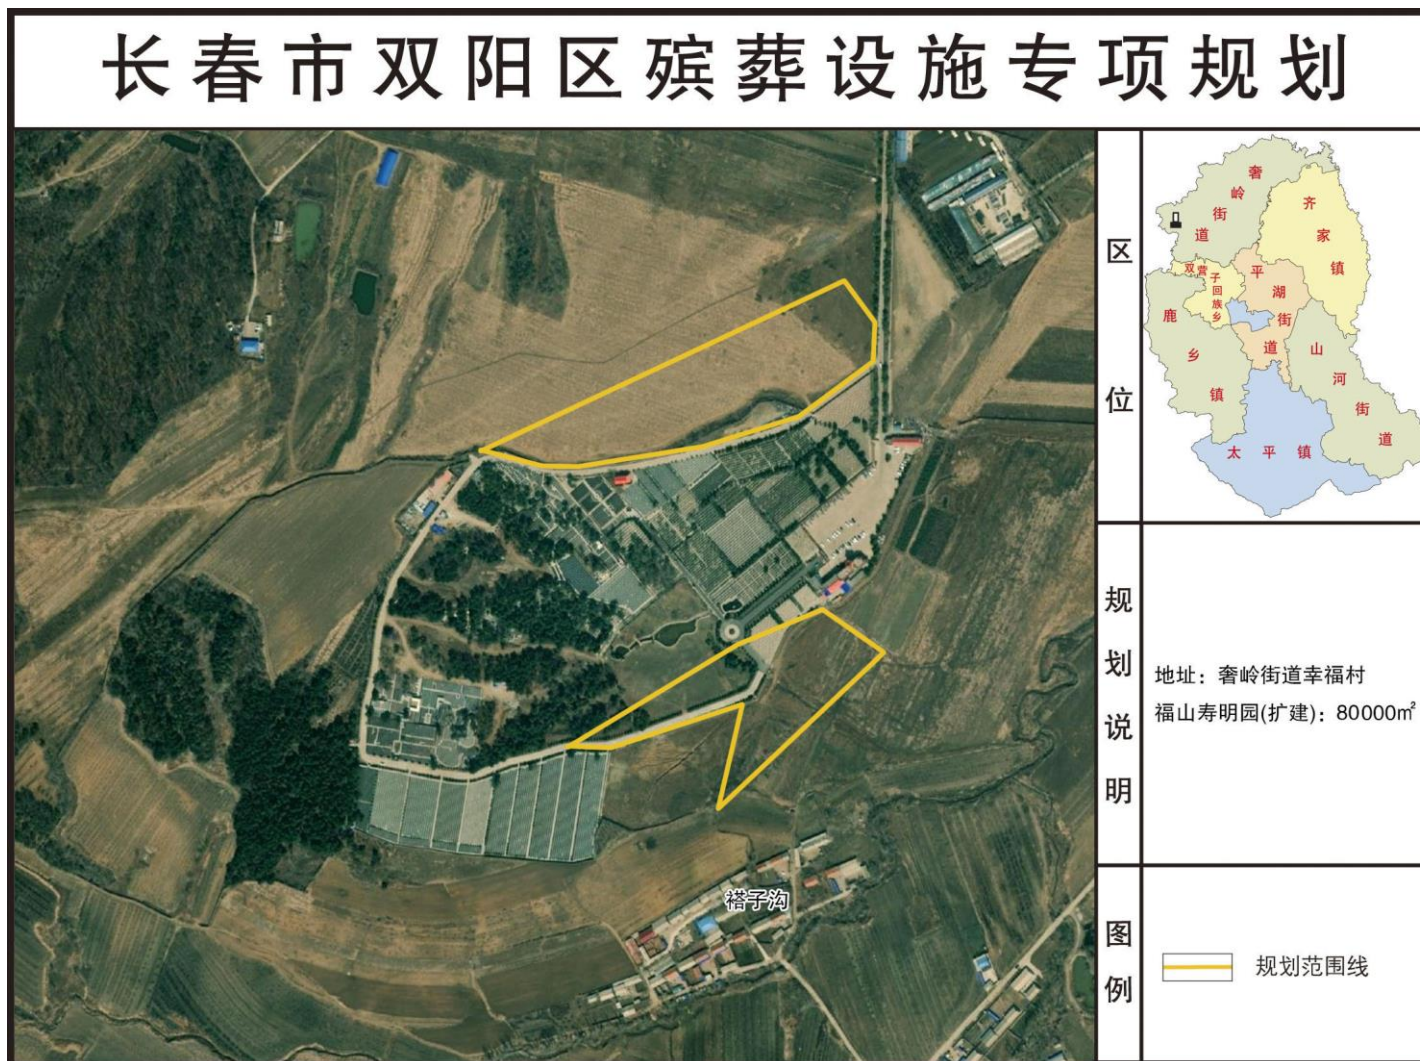 长春市双阳区殡葬设施专项规划
区位
奢岭街道
齐家镇
双营子回族乡
平湖街道
鹿乡镇
山河街道
太平镇
规划说明
地址：奢岭街道幸福村
福山寿明园(扩建)：80000㎡
褡子沟
图例
规划范围线